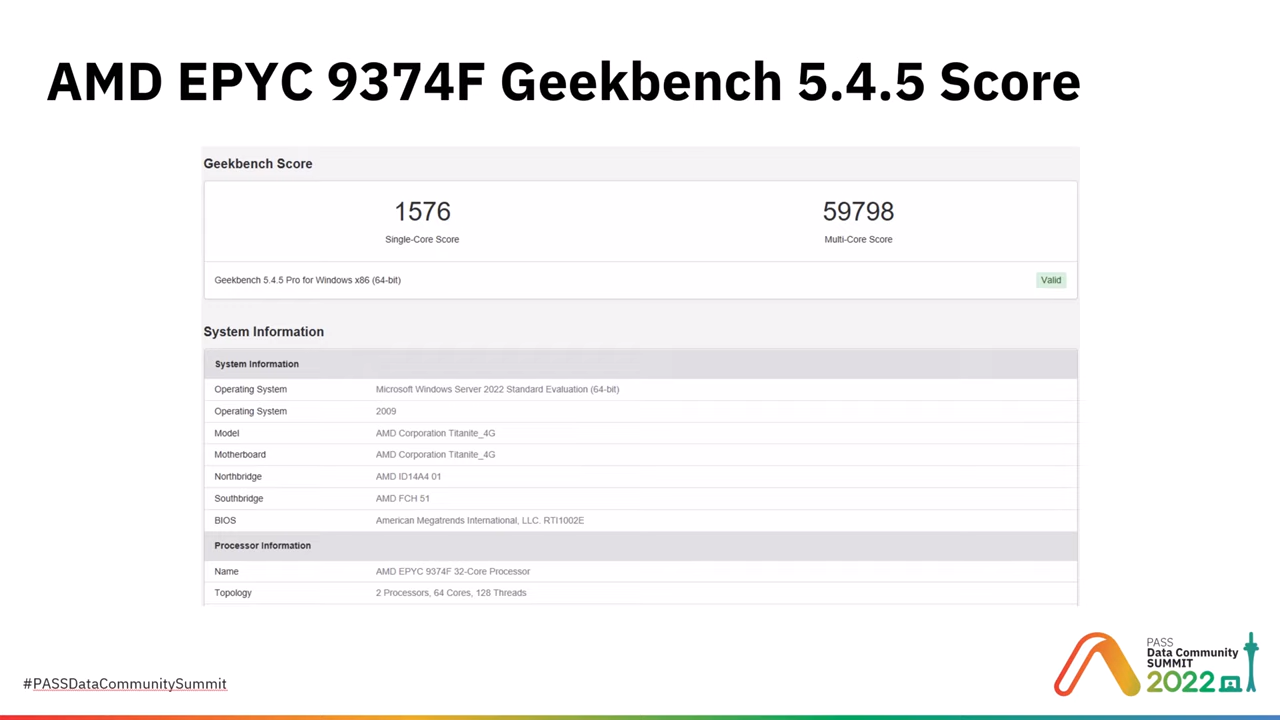 AMD EPYC 9374F Geekbench 5.4.5 Score
Geekbench Score
1576 59798
Single-Core Score Multi-Core Score
Geekbench 5.4.5 Pro for Windows x86 (64-bit) Valid
System Information
System Information
Operating System Microsoft Windows Server 2022 Standard Evaluation (64-bit)
Operating System 2009
Model AMD Corporation Titanite_4G
Motherboard AMD Corporation Titanite_4G
Northbridge AMD ID14A4 01
Southbridge AMD FCH 51
BIOS American Megatrends International, LLC. RTI1002E
Processor Information
Name AMD EPYC 9374F 32-Core Processor
Topology 2 Processors, 64 Cores, 128 Threads
#PASSDataCommunitySummit
PASS
Data Community
SUMMIT
2022